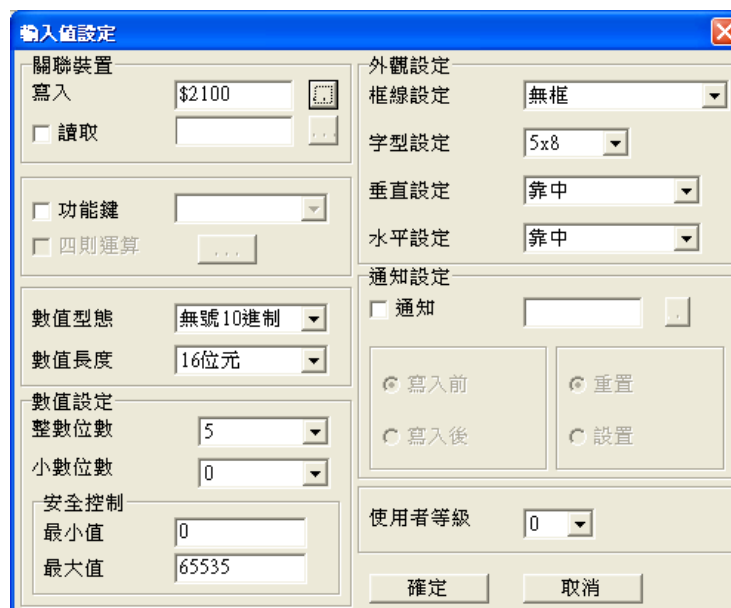 輸入值設定
關聯裝置
寫入 $2100 ...
讀取 ...
功能鍵
四則運算 ...
數值型態 無號10進制
數值長度 16位元
數值設定
整數位數 5
小數位數 0
安全控制
最小值 0
最大值 65535
外觀設定
框線設定 無框
字型設定 5x8
垂直設定 靠中
水平設定 靠中
通知設定
通知 .
寫入前
寫入後
重置
設置
使用者等級 0
確定 取消